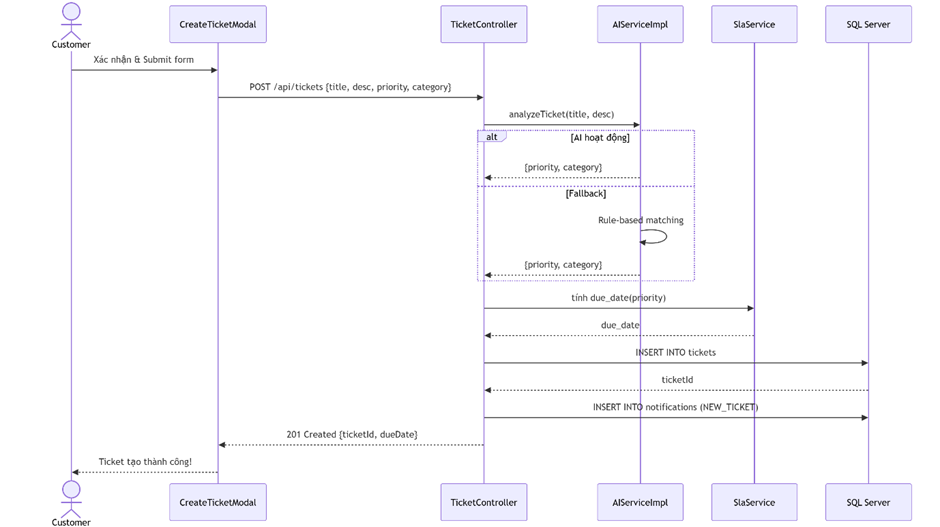 Customer
CreateTicketModal
TicketController
AIServiceImpl
SlaService
SQL Server
Xác nhận & Submit form
POST /api/tickets {title, desc, priority, category}
analyzeTicket(title, desc)
alt
[AI hoạt động]
{priority, category}
[Fallback]
Rule-based matching
{priority, category}
tính due_date(priority)
due_date
INSERT INTO tickets
ticketId
INSERT INTO notifications (NEW_TICKET)
201 Created {ticketId, dueDate}
Ticket tạo thành công!
Customer
CreateTicketModal
TicketController
AIServiceImpl
SlaService
SQL Server